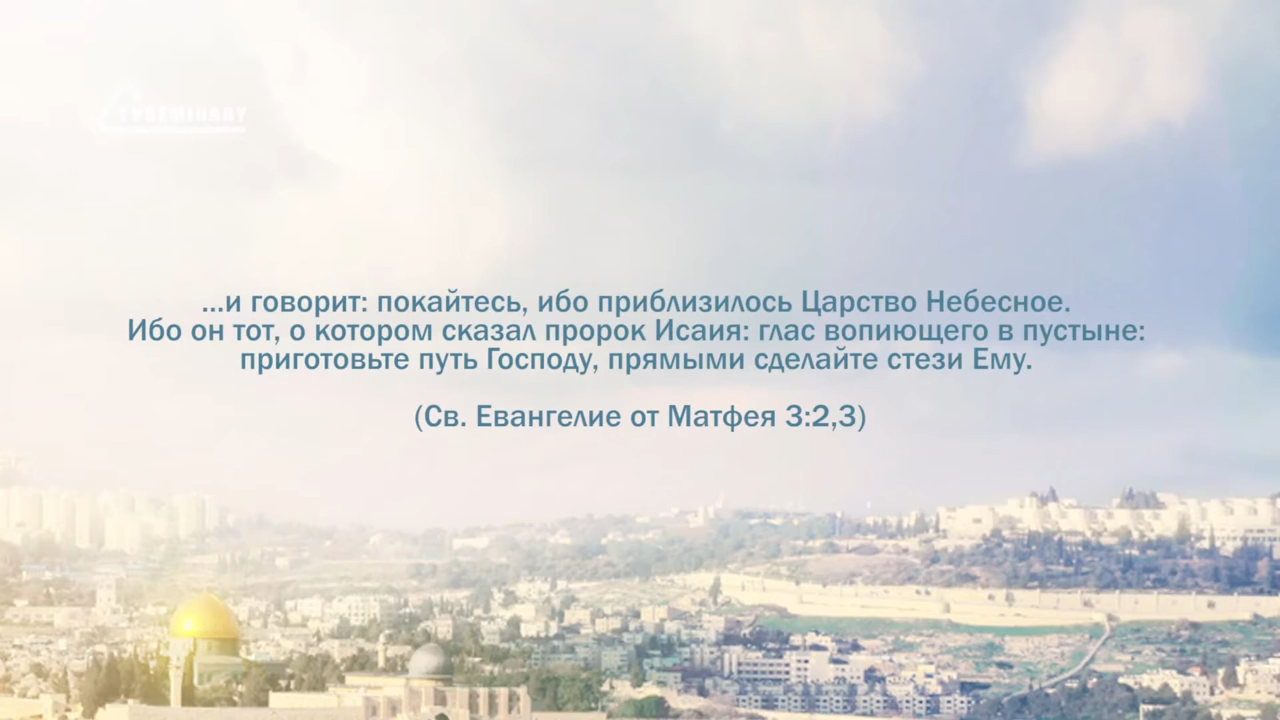 TVSEMINARY
...и говорит: покайтесь, ибо приблизилось Царство Небесное.
Ибо он тот, о котором сказал пророк Исаия: глас вопиющего в пустыне:
приготовьте путь Господу, прямыми сделайте стези Ему.
(Св. Евангелие от Матфея 3:2,3)